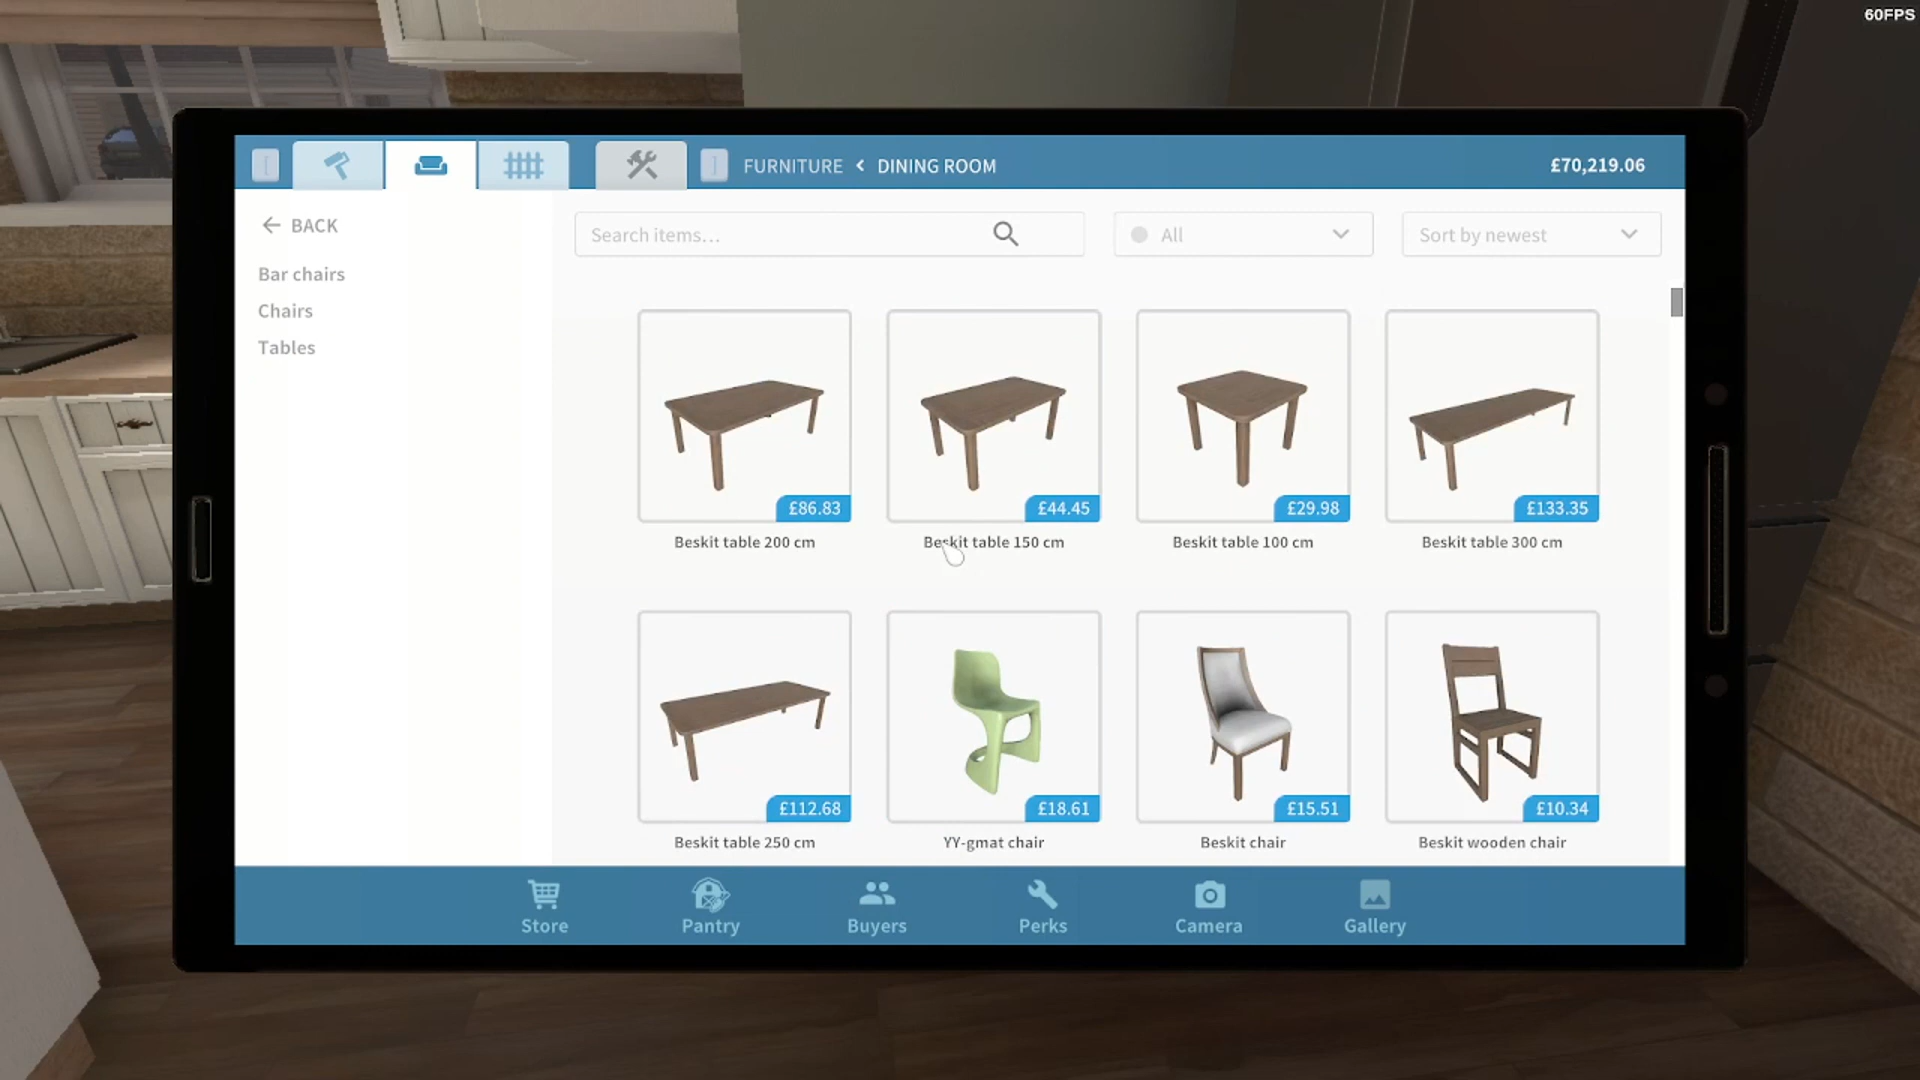 60FPS
[
]
FURNITURE < DINING ROOM
£70,219.06
BACK
Bar chairs
Chairs
Tables
Search items...
All
Sort by newest
£86.83
Beskit table 200 cm
£44.45
Beskit table 150 cm
£29.98
Beskit table 100 cm
£133.35
Beskit table 300 cm
£112.68
Beskit table 250 cm
£18.61
YY-gmat chair
£15.51
Beskit chair
£10.34
Beskit wooden chair
Store
Pantry
Buyers
Perks
Camera
Gallery